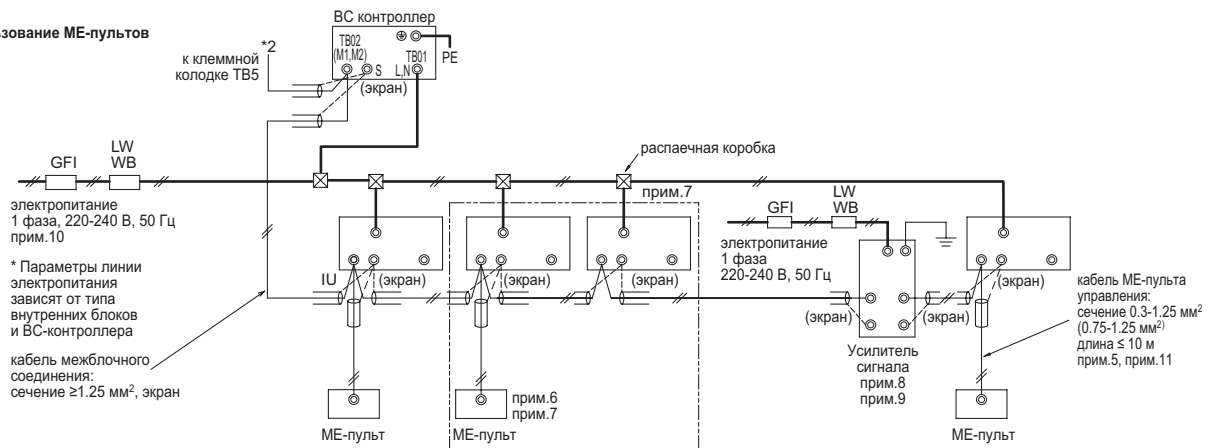 ьзование МЕ-пультов
*2
к клеммной
колодке TB5
BC контроллер
TB02
(M1,M2)
S
TB01
L,N
PE
(экран)
GFI
LW
WB
распаечная коробка
прим.7
электропитание
1 фаза, 220-240 В, 50 Гц
прим.10
* Параметры линии
электропитания
зависят от типа
внутренних блоков
и BC-контроллера
кабель межблочного
соединения:
сечение ≥1.25 мм², экран
IU
(экран)
(экран)
(экран)
GFI
LW
WB
электропитание
1 фаза
220-240 В, 50 Гц
(экран)
(экран)
(экран)
Усилитель
сигнала
прим.8
прим.9
кабель МЕ-пульта
управления:
сечение 0.3-1.25 мм²
(0.75-1.25 мм²⁾
длина ≤ 10 м
прим.5, прим.11
МЕ-пульт
прим.6
прим.7
МЕ-пульт
МЕ-пульт